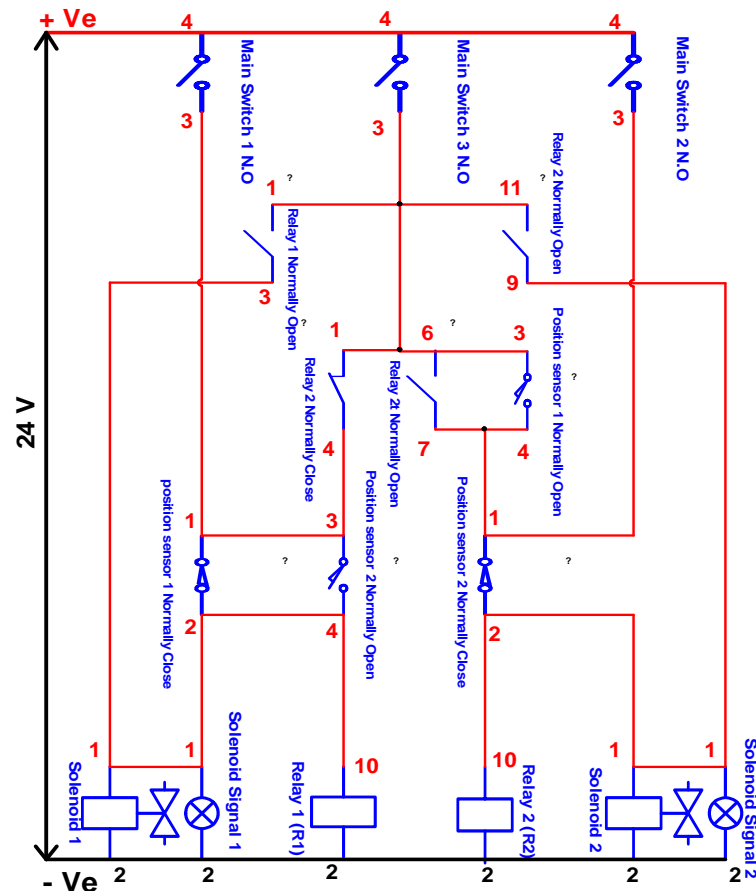 + Ve
4
4
4
Main Switch 1 N.O
Main Switch 3 N.O
Main Switch 2 N.O
3
3
3
1
?
11
?
Relay 1 Normally Open
Relay 2 Normally Open
3
9
?
1
6
?
3
?
Relay 2 Normally Close
Relay 2t Normally Open
Position sensor 1 Normally Open
24 V
4
7
4
1
3
1
position sensor 1 Normally Close
?
Position sensor 2 Normally Open
?
Position sensor 2 Normally Close
?
2
4
2
1
1
10
10
1
1
Solenoid 1
Solenoid Signal 1
Relay 1 (R1)
Relay 2 (R2)
Solenoid 2
Solenoid Signal 2
- Ve
2
2
2
2
2
2